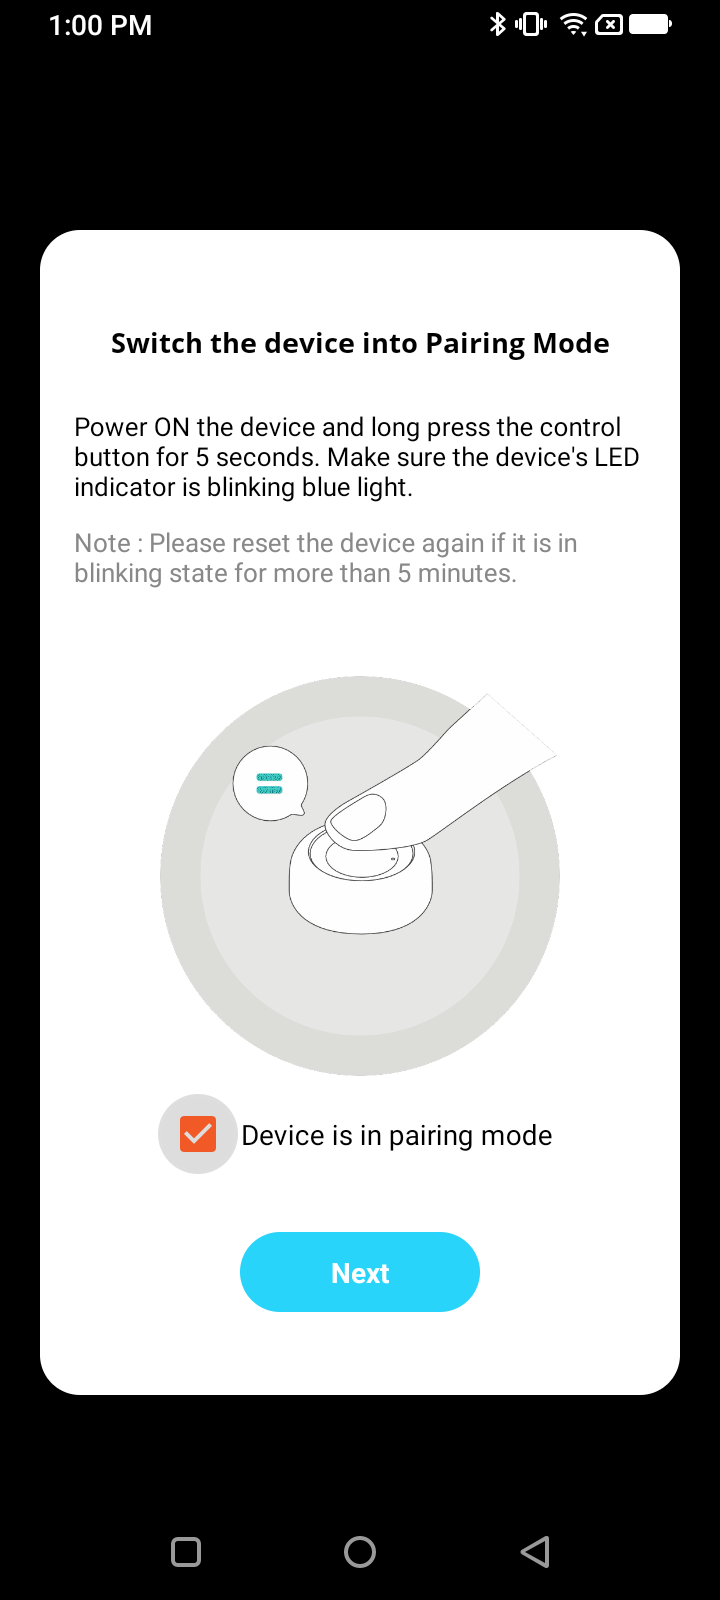 1:00 PM
Switch the device into Pairing Mode
Power ON the device and long press the control
button for 5 seconds. Make sure the device's LED
indicator is blinking blue light.
Note : Please reset the device again if it is in
blinking state for more than 5 minutes.
Device is in pairing mode
Next